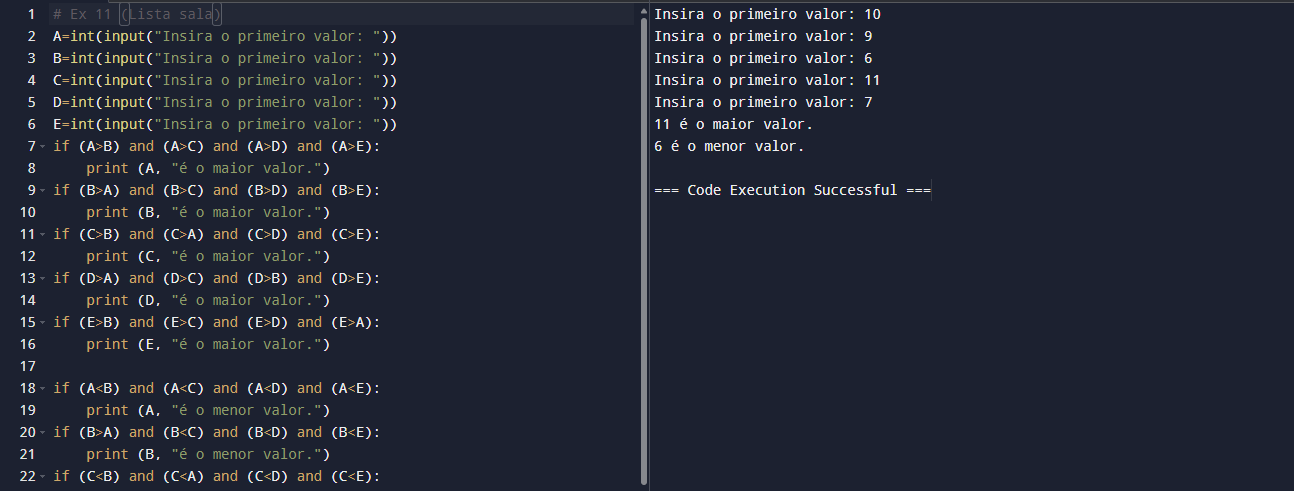 1 # Ex 11 (Lista sala)
2 A=int(input("Insira o primeiro valor: "))
3 B=int(input("Insira o primeiro valor: "))
4 C=int(input("Insira o primeiro valor: "))
5 D=int(input("Insira o primeiro valor: "))
6 E=int(input("Insira o primeiro valor: "))
7 if (A>B) and (A>C) and (A>D) and (A>E):
8     print (A, "é o maior valor.")
9 if (B>A) and (B>C) and (B>D) and (B>E):
10     print (B, "é o maior valor.")
11 if (C>B) and (C>A) and (C>D) and (C>E):
12     print (C, "é o maior valor.")
13 if (D>A) and (D>C) and (D>B) and (D>E):
14     print (D, "é o maior valor.")
15 if (E>B) and (E>C) and (E>D) and (E>A):
16     print (E, "é o maior valor.")
17
18 if (A<B) and (A<C) and (A<D) and (A<E):
19     print (A, "é o menor valor.")
20 if (B>A) and (B<C) and (B<D) and (B<E):
21     print (B, "é o menor valor.")
22 if (C<B) and (C<A) and (C<D) and (C<E):
Insira o primeiro valor: 10
Insira o primeiro valor: 9
Insira o primeiro valor: 6
Insira o primeiro valor: 11
Insira o primeiro valor: 7
11 é o maior valor.
6 é o menor valor.
=== Code Execution Successful ===